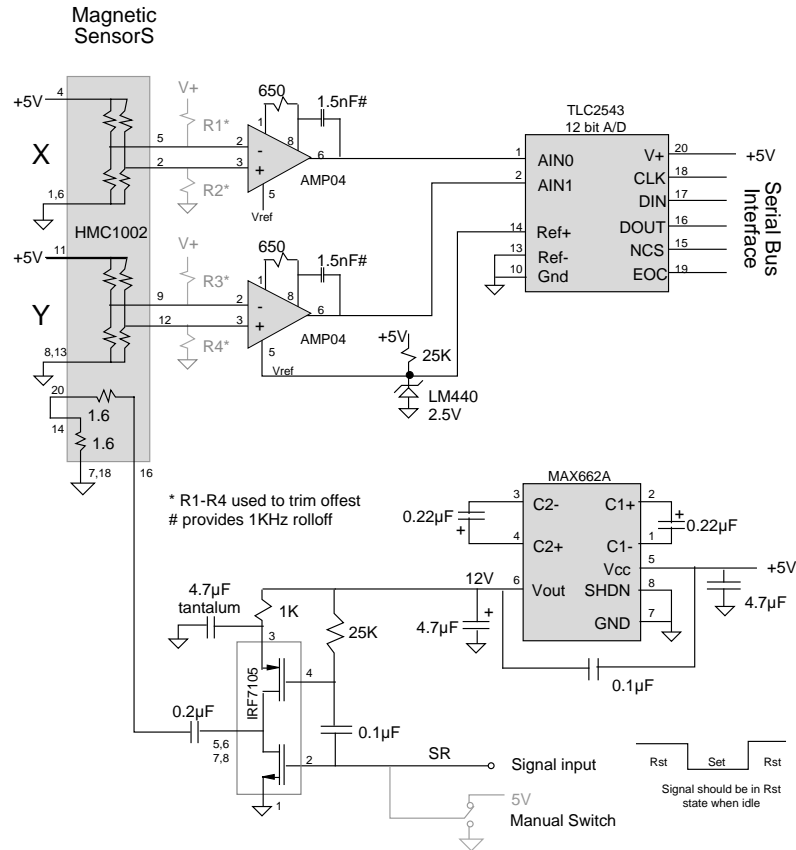 Magnetic
SensorS
4
+5V
X
1,6
5
2
V+
R1*
R2*
650
1.5nF#
1
8
2
-
3
+
6
5
AMP04
Vref
HMC1002
11
+5V
Y
8,13
9
12
V+
R3*
R4*
650
1.5nF#
1
8
2
-
3
+
6
5
AMP04
Vref
+5V
25K
LM440
2.5V
TLC2543
12 bit A/D
1
AIN0
2
AIN1
14
Ref+
13
Ref-
10
Gnd
V+
20
+5V
CLK
18
DIN
17
DOUT
16
NCS
15
EOC
19
Serial Bus
Interface
20
1.6
14
1.6
7,18
16
* R1-R4 used to trim offest
# provides 1KHz rolloff
MAX662A
3
C2-
4
C2+
0.22µF
+
C1+
2
C1-
1
+
0.22µF
Vcc
5
+5V
12V
6
Vout
SHDN
8
GND
7
4.7µF
+
+
4.7µF
0.1µF
4.7µF
tantalum
1K
25K
3
IRF7105
4
0.2µF
5,6
7,8
0.1µF
2
1
SR
Signal input
5V
Manual Switch
Rst
Set
Rst
Signal should be in Rst
state when idle